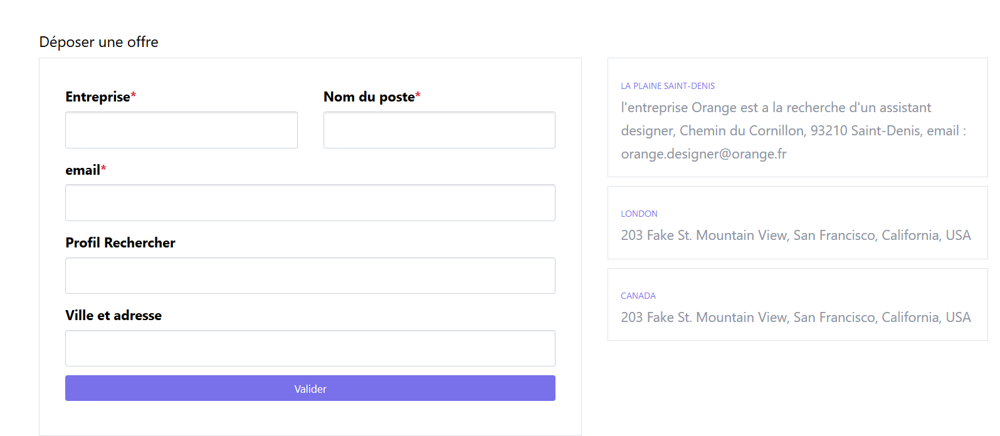 Déposer une offre
Entreprise*
Nom du poste*
email*
Profil Rechercher
Ville et adresse
Valider
LA PLAINE SAINT-DENIS
l'entreprise Orange est a la recherche d'un assistant
designer, Chemin du Cornillon, 93210 Saint-Denis, email :
orange.designer@orange.fr
LONDON
203 Fake St. Mountain View, San Francisco, California, USA
CANADA
203 Fake St. Mountain View, San Francisco, California, USA